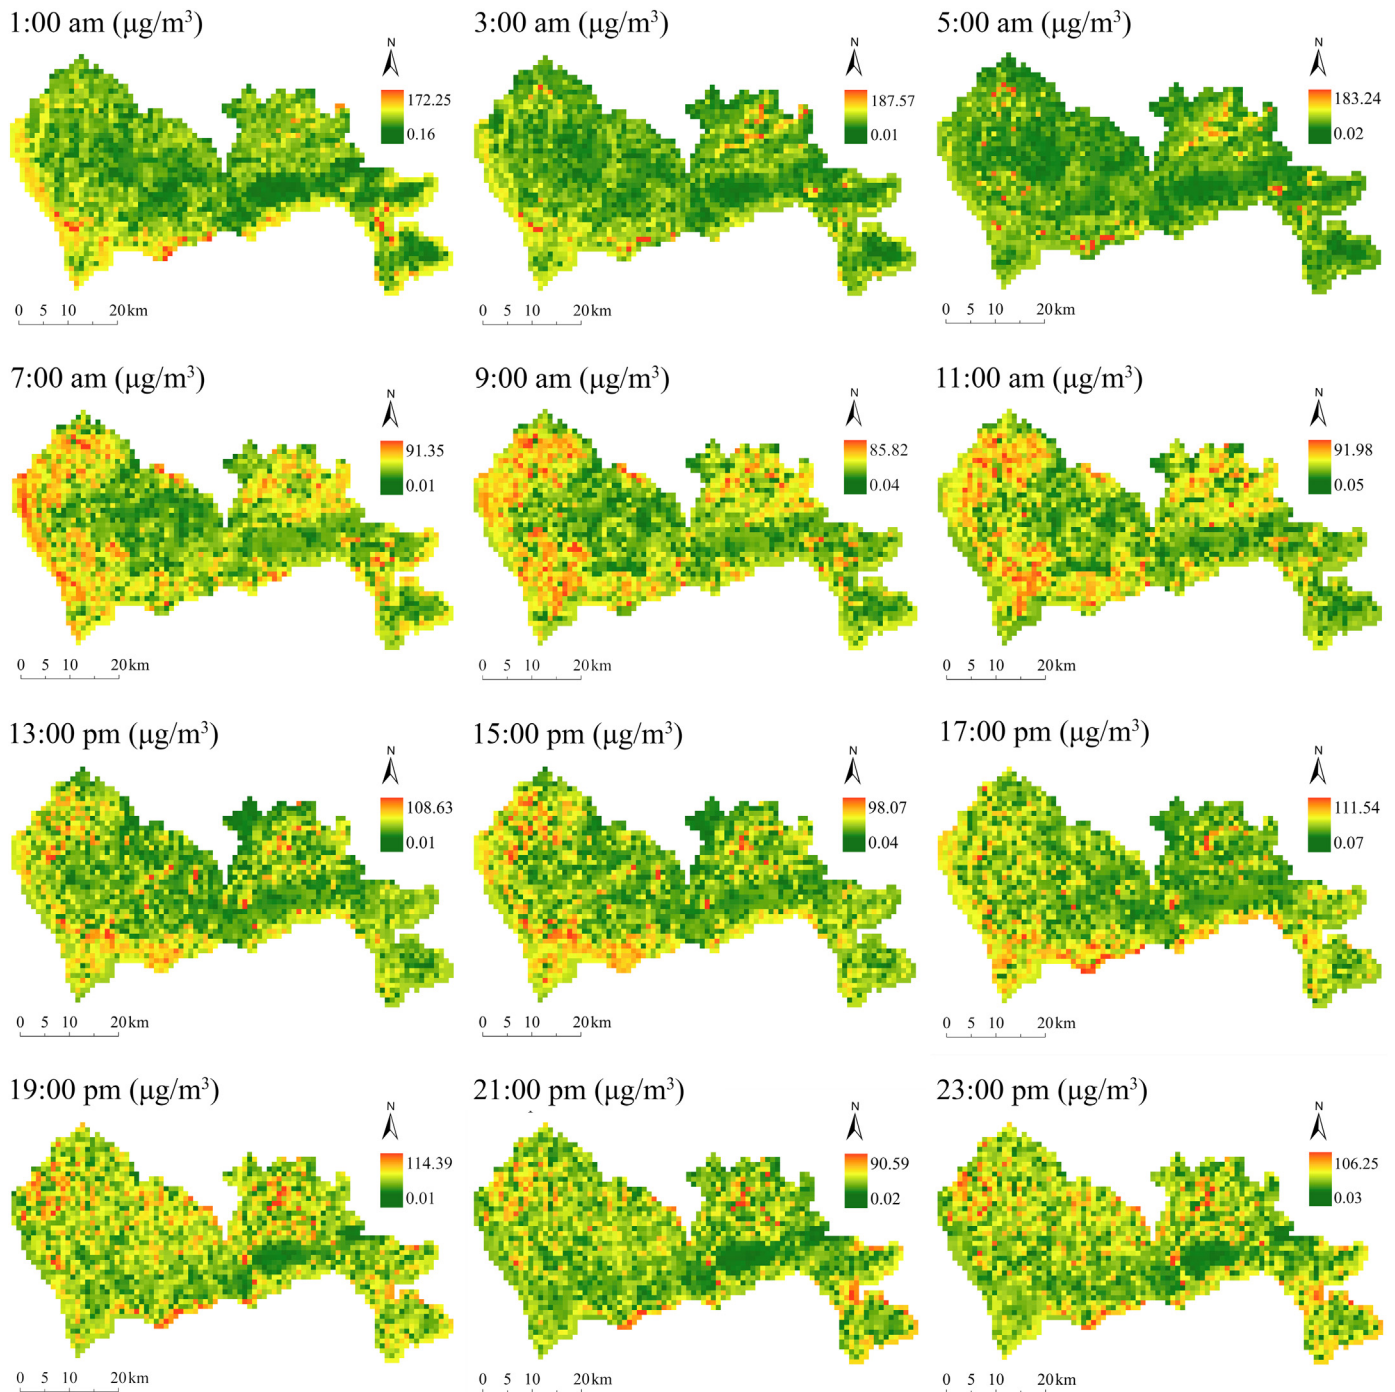 1:00 am (μg/m³)
3:00 am (μg/m³)
5:00 am (μg/m³)
N
N
N
172.25
0.16
187.57
0.01
183.24
0.02
0 5 10 20km
0 5 10 20km
0 5 10 20km
7:00 am (μg/m³)
9:00 am (μg/m³)
11:00 am (μg/m³)
N
N
N
91.35
0.01
85.82
0.04
91.98
0.05
0 5 10 20km
0 5 10 20km
0 5 10 20km
13:00 pm (μg/m³)
15:00 pm (μg/m³)
17:00 pm (μg/m³)
N
N
N
108.63
0.01
98.07
0.04
111.54
0.07
0 5 10 20km
0 5 10 20km
0 5 10 20km
19:00 pm (μg/m³)
21:00 pm (μg/m³)
23:00 pm (μg/m³)
N
N
N
114.39
0.01
90.59
0.02
106.25
0.03
0 5 10 20km
0 5 10 20km
0 5 10 20km